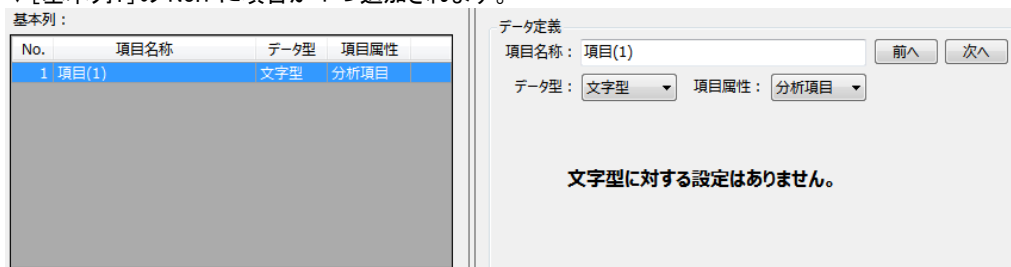 基本列：
No. 項目名称 データ型 項目属性
1 項目(1) 文字型 分析項目
データ定義
項目名称： 項目(1) 前へ 次へ
データ型： 文字型 項目属性： 分析項目
文字型に対する設定はありません。